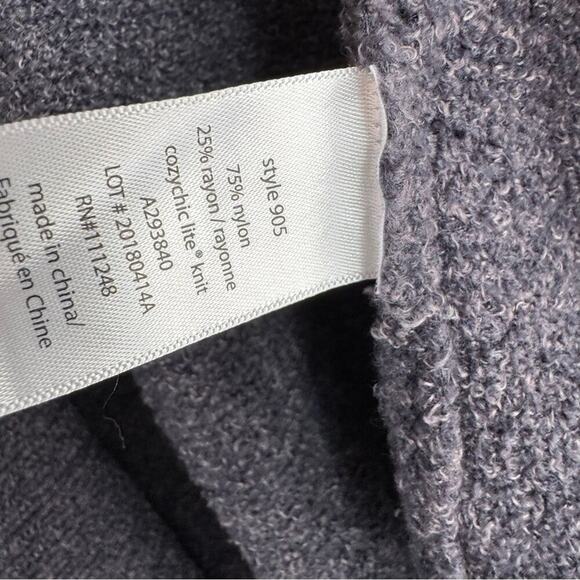 style 905
75% nylon
25% rayon / rayonne
cozychic lite® knit
A293840
LOT # 20180414A
RN#111248
made in china/
Fabriqué en Chine